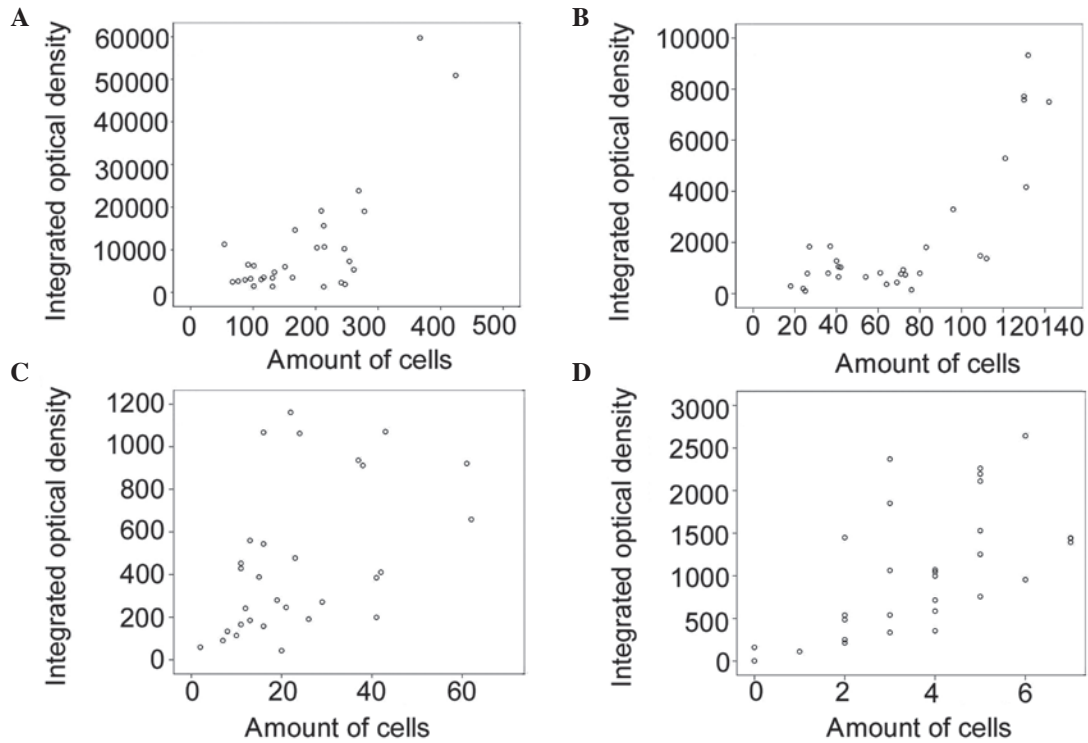 A
Integrated optical density
60000
50000
40000
30000
20000
10000
0
0 100 200 300 400 500
Amount of cells
B
Integrated optical density
10000
8000
6000
4000
2000
0
0 20 40 60 80 100 120 140
Amount of cells
C
Integrated optical density
1200
1000
800
600
400
200
0
0 20 40 60
Amount of cells
D
Integrated optical density
3000
2500
2000
1500
1000
500
0
0 2 4 6
Amount of cells